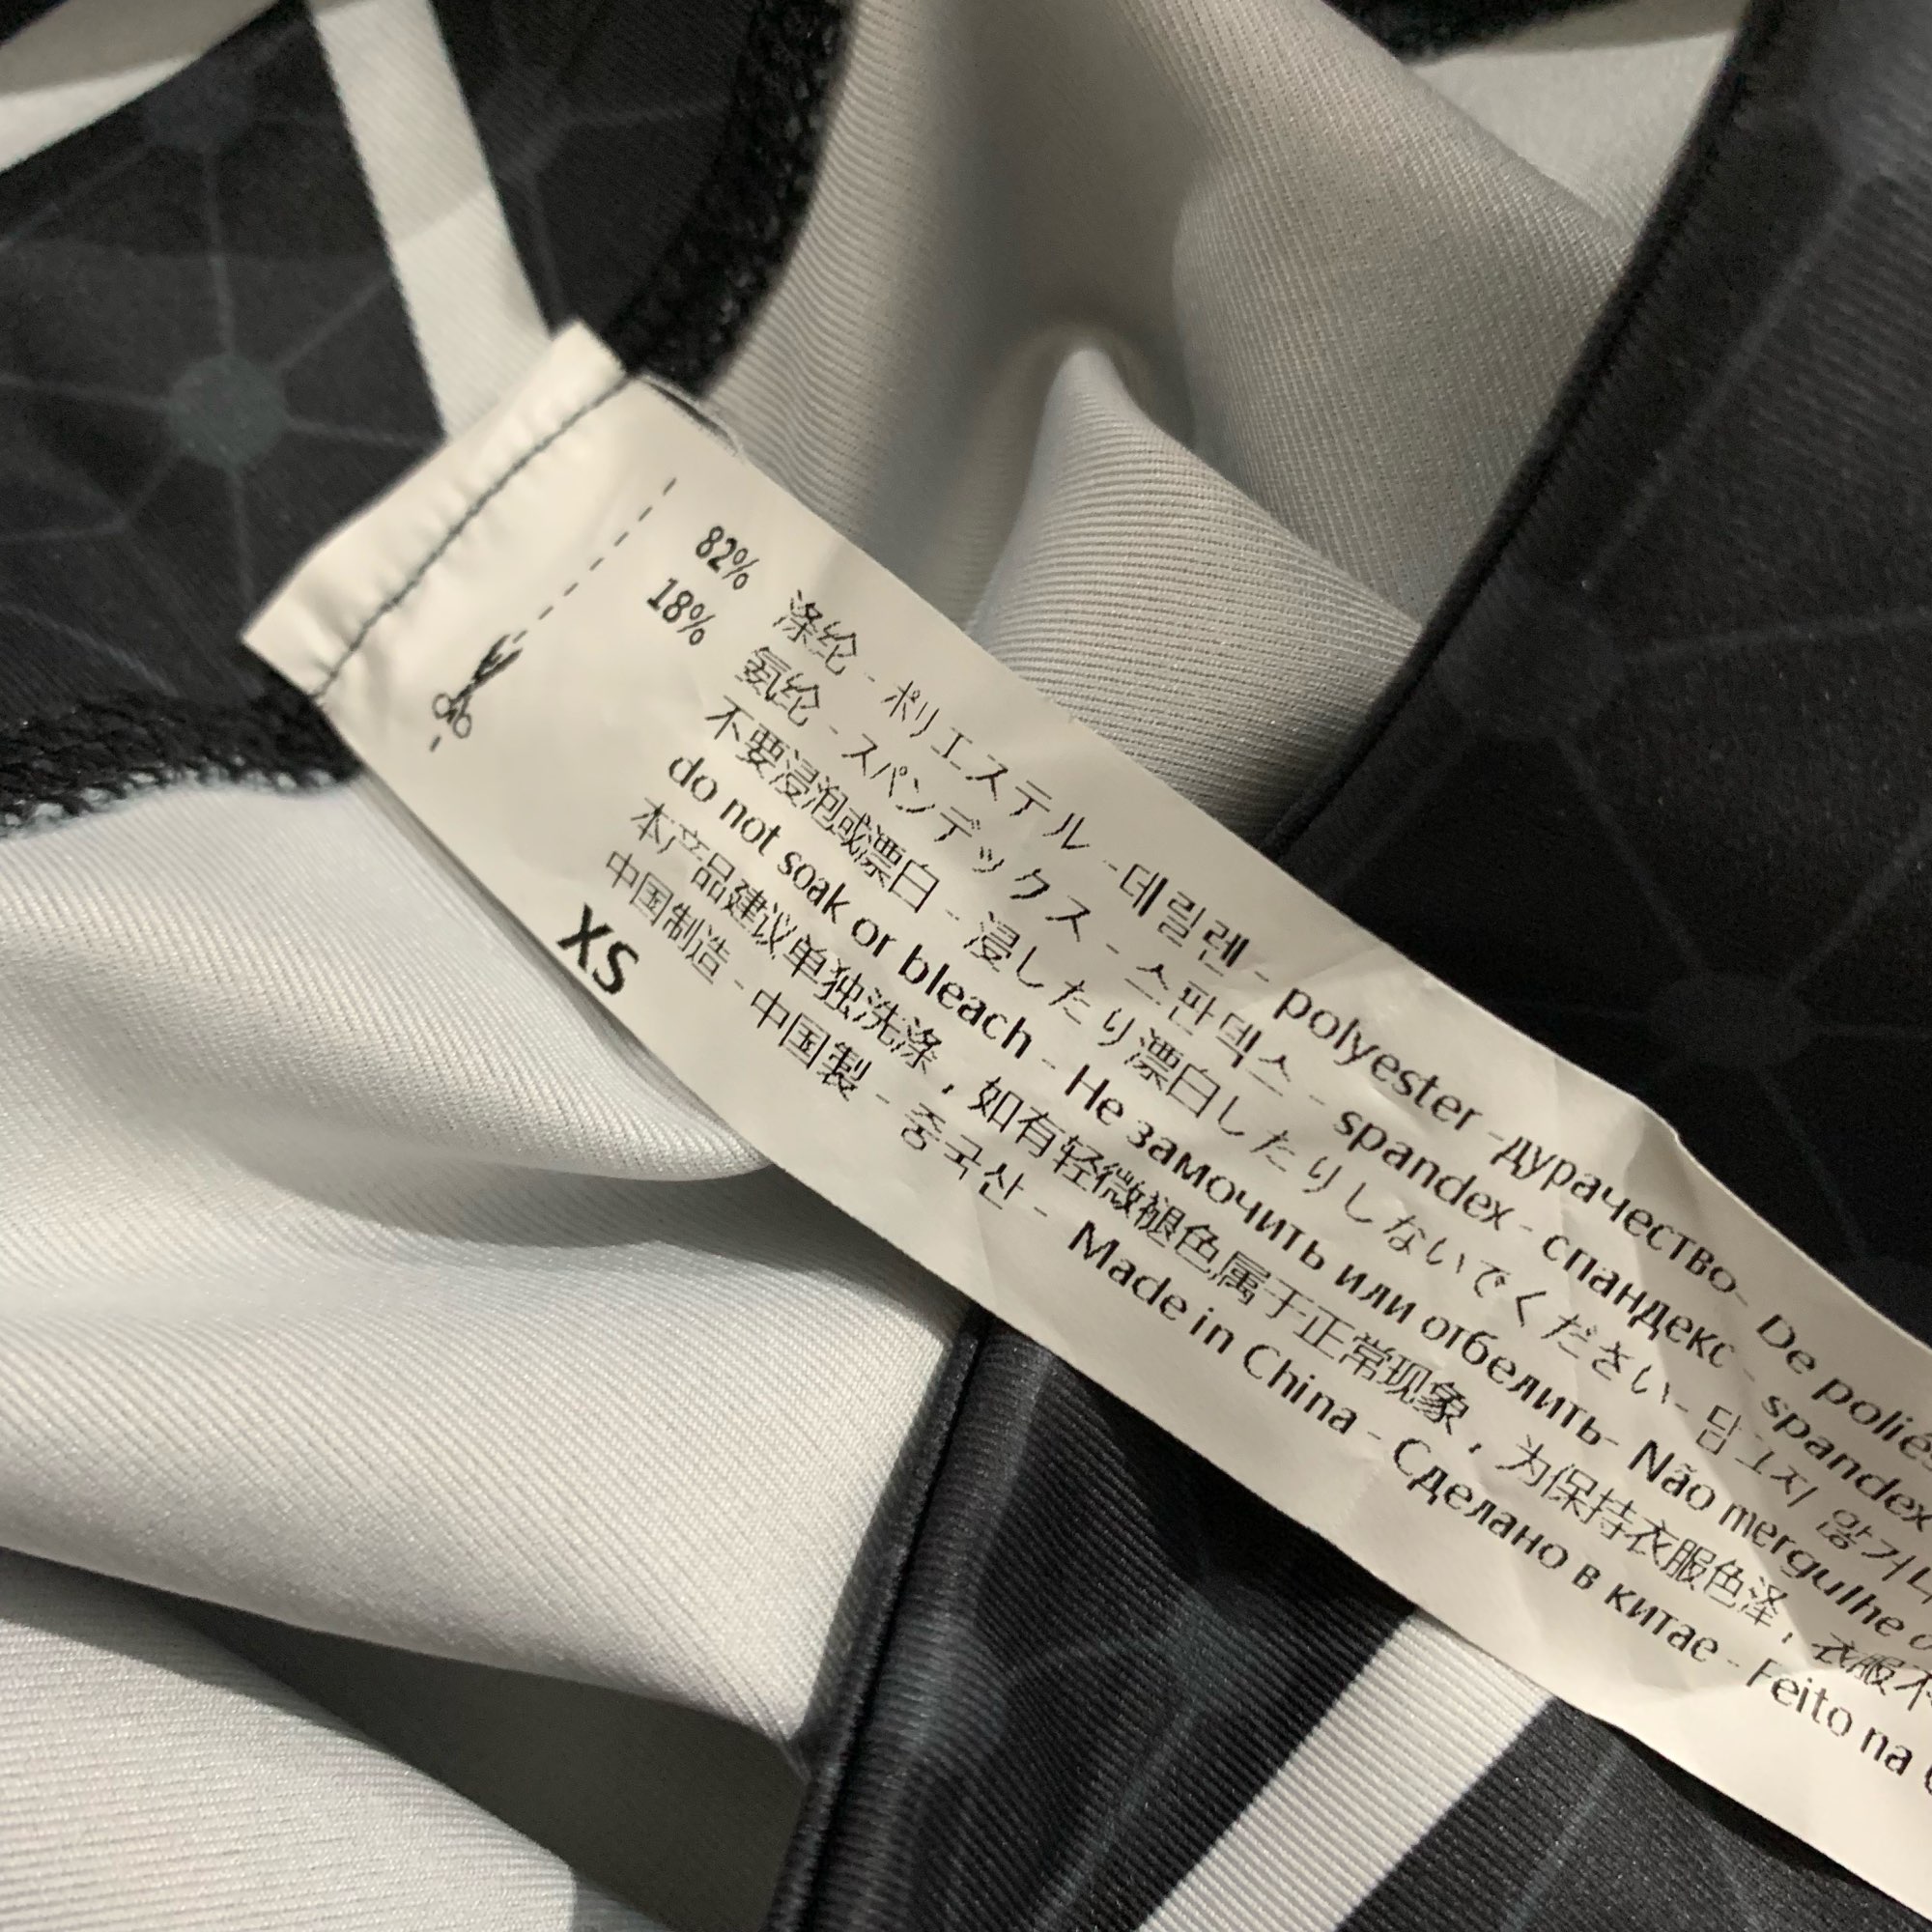 82% 涤纶 - ポリエステル -데릴렌- polyester -дурачество- De polié
18% 氨纶 - スパンデックス - 스판덱스 - spandex - спандекс - spandex
不要浸泡或漂白 - 浸したり漂白したりしないでください- 담그지 않거나
do not soak or bleach - Не замочить или отбелить- Não mergulhe o
本产品建议单独洗涤，如有轻微褪色属于正常现象，为保持衣服色泽，衣服不
中国制造 - 中国製 - 중국산 - Made in China - Сделано в китае - Feito na
XS